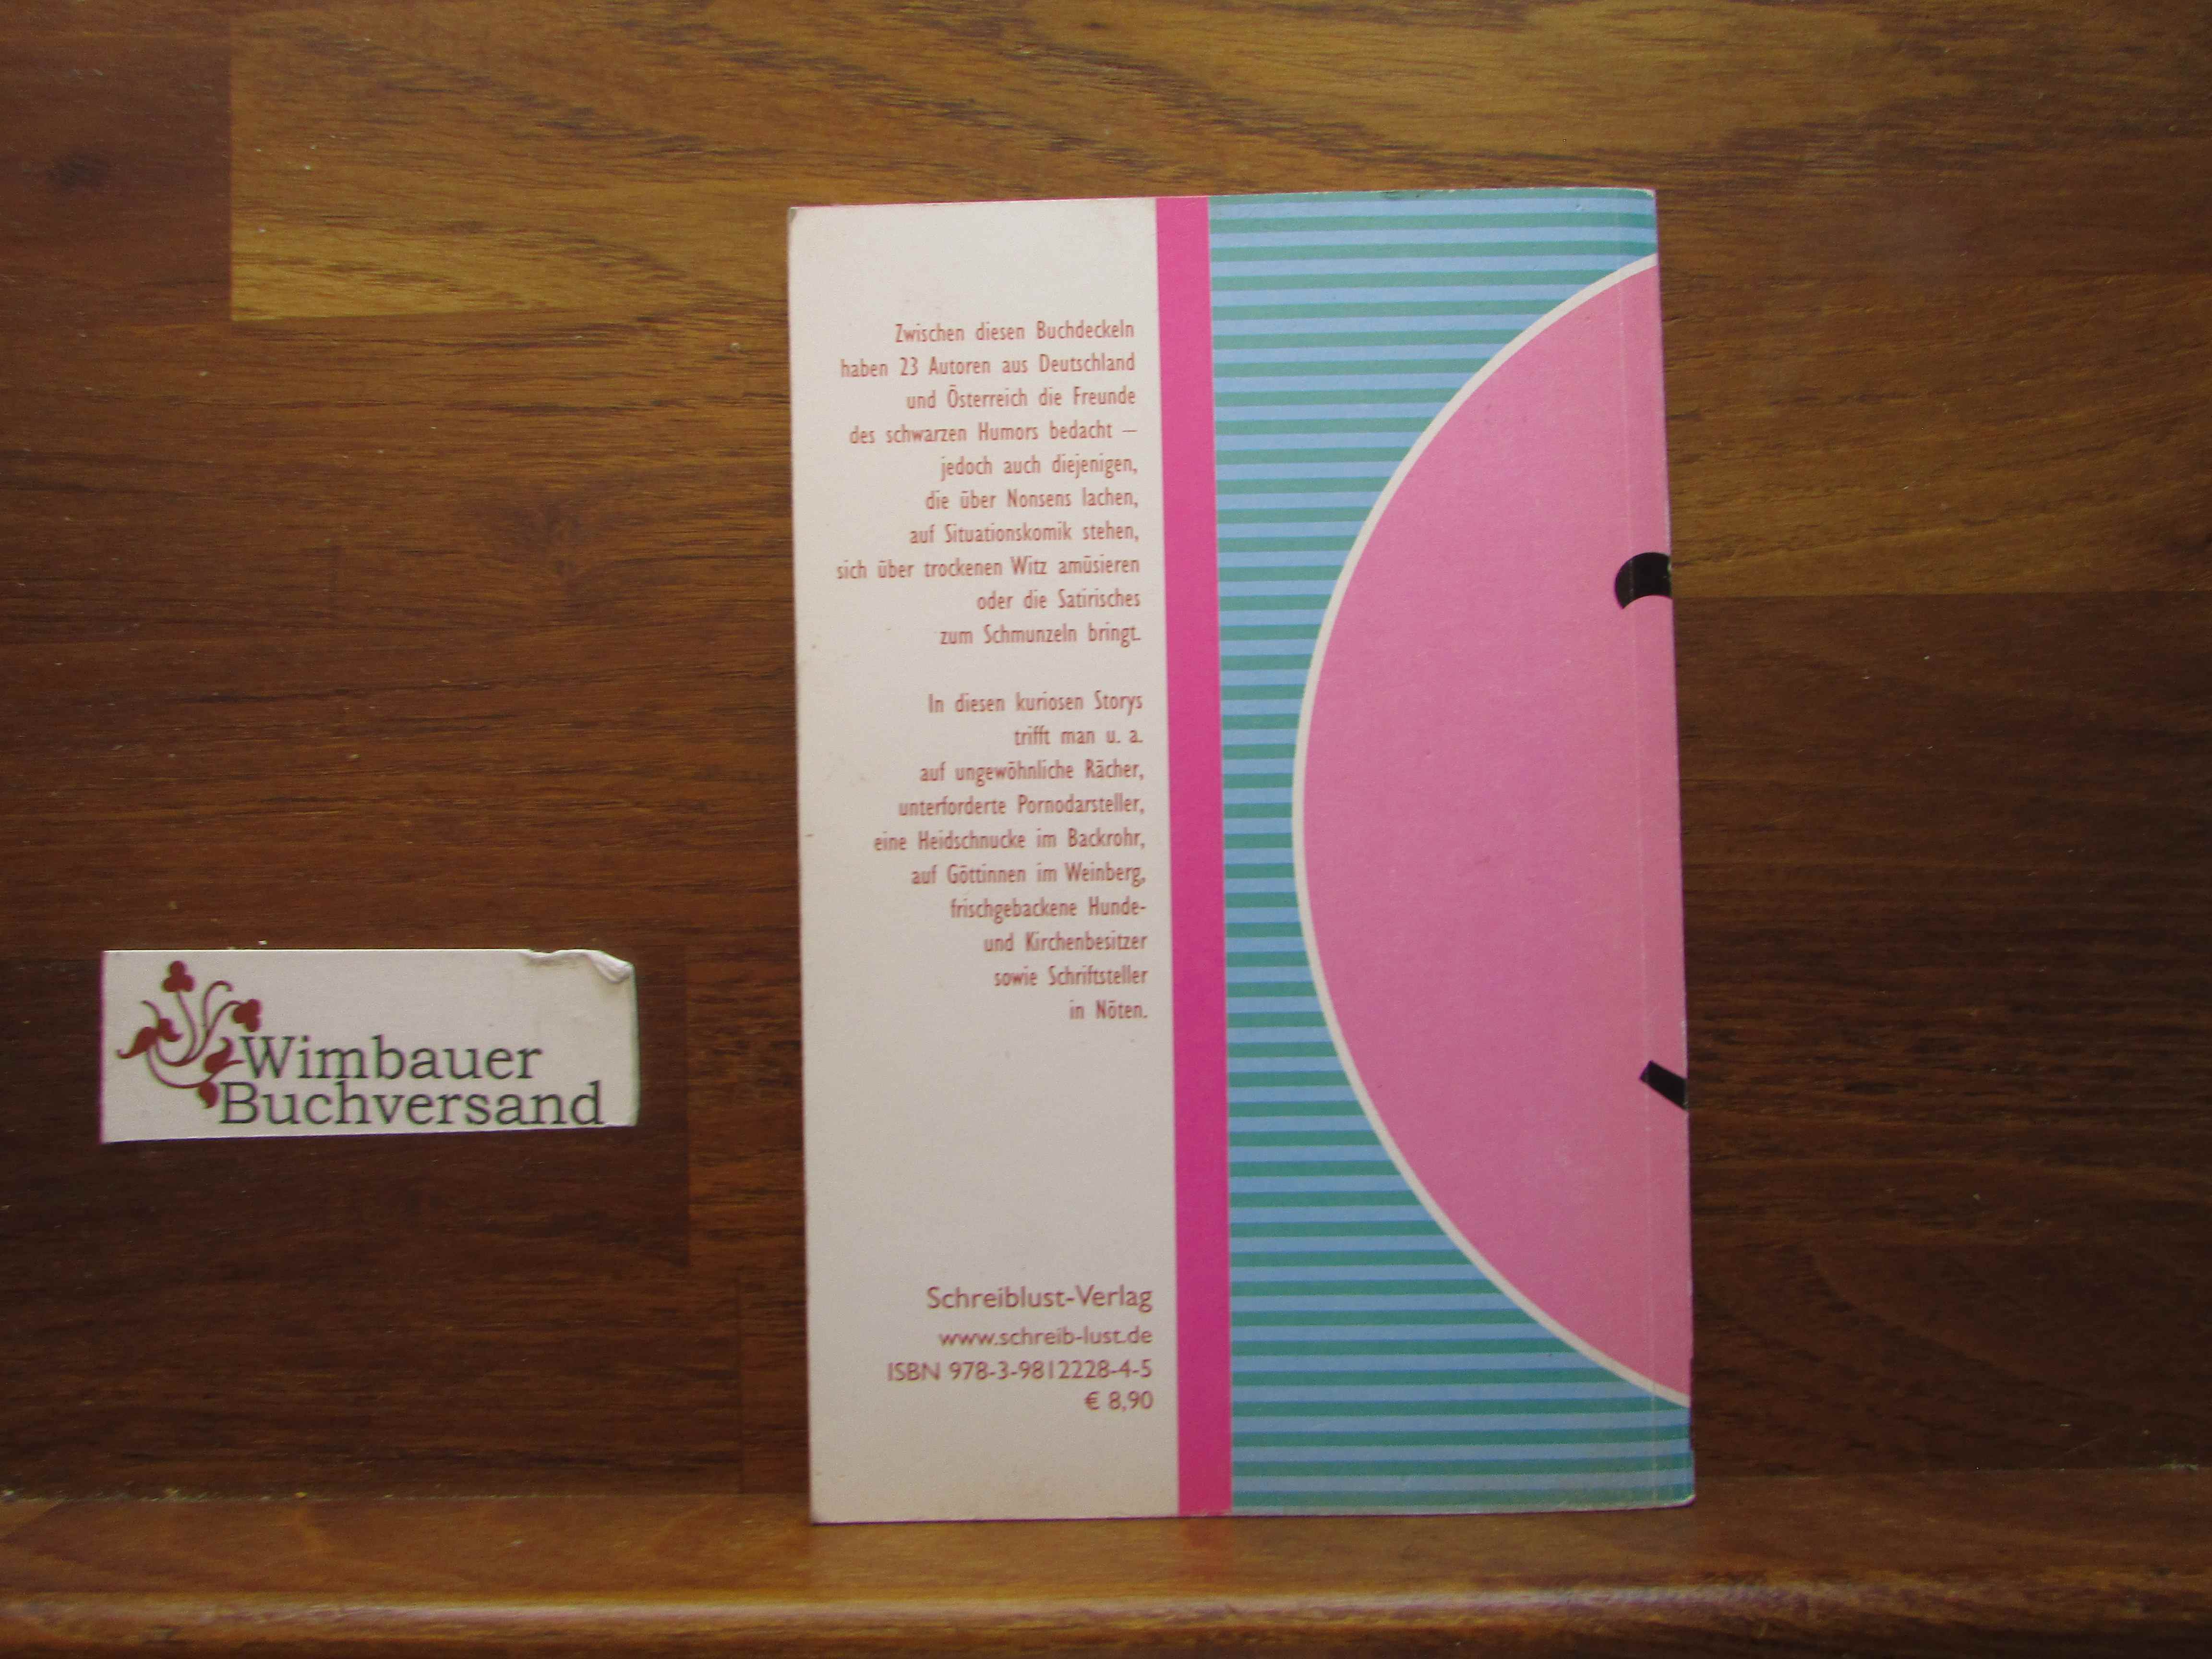 Zwischen diesen Buchdeckeln
haben 23 Autoren aus Deutschland
und Österreich die Freunde
des schwarzen Humors bedacht –
jedoch auch diejenigen,
die über Nonsens lachen,
auf Situationskomik stehen,
sich über trockenen Witz amüsieren
oder die Satirisches
zum Schmunzeln bringt.
In diesen kuriosen Storys
trifft man u. a.
auf ungewöhnliche Rächer,
unterforderte Pornodarsteller,
eine Heidschnucke im Backrohr,
auf Göttinnen im Weinberg,
frischgebackene Hunde-
und Kirchenbesitzer
sowie Schriftsteller
in Nöten.
Schreiblust-Verlag
www.schreib-lust.de
ISBN 978-3-9812228-4-5
€ 8,90
Wimbauer
Buchversand